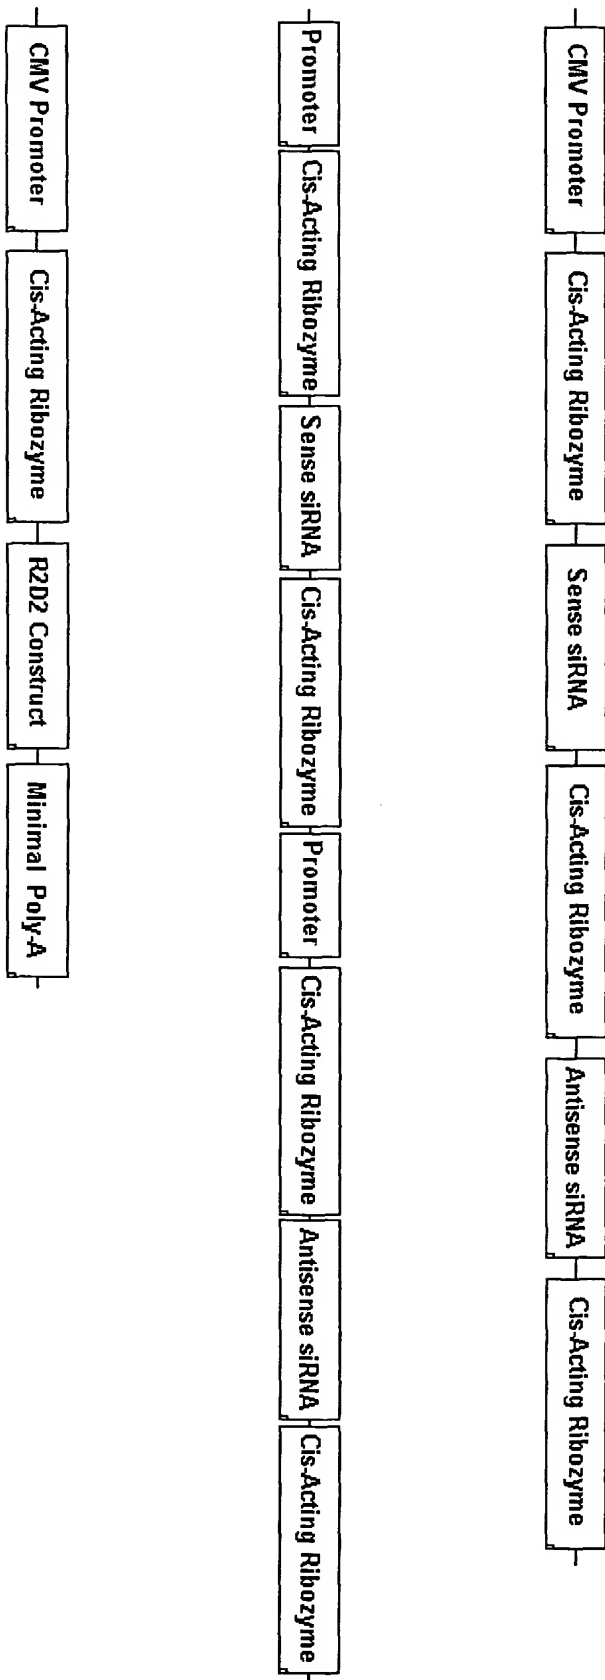 CMV Promoter
Cis-Acting Ribozyme
Sense siRNA
Cis-Acting Ribozyme
Antisense siRNA
Cis-Acting Ribozyme
Promoter
Cis-Acting Ribozyme
Sense siRNA
Cis-Acting Ribozyme
Promoter
Cis-Acting Ribozyme
Antisense siRNA
Cis-Acting Ribozyme
CMV Promoter
Cis-Acting Ribozyme
R2D2 Construct
Minimal Poly-A